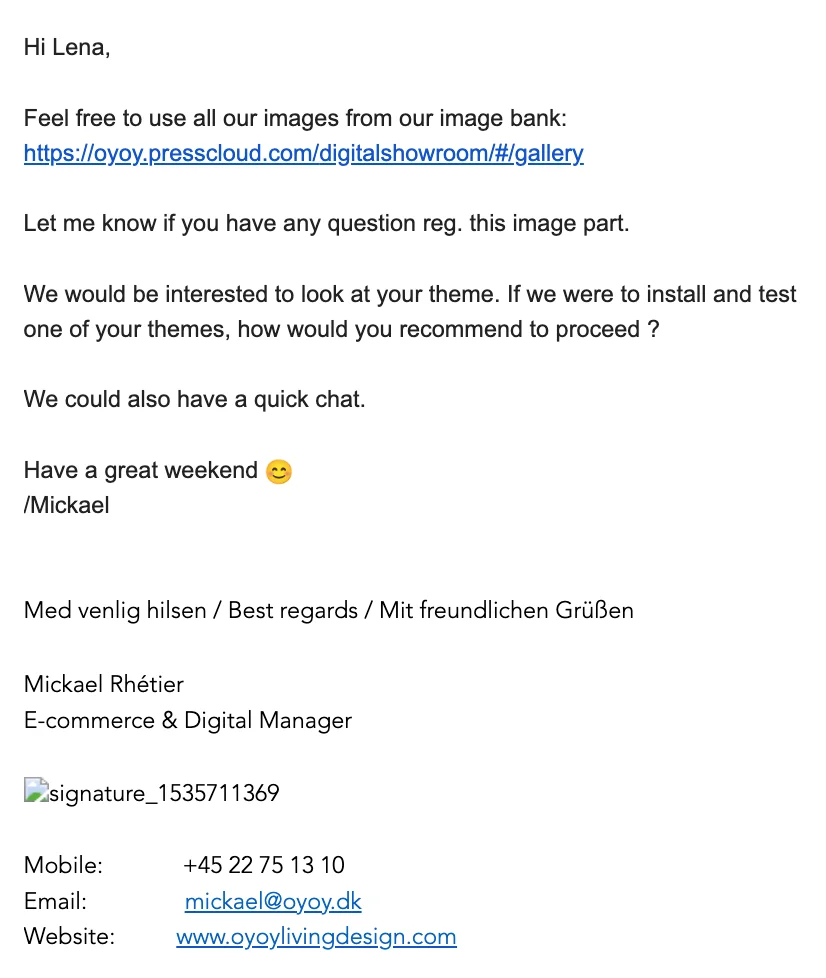 Hi Lena,
Feel free to use all our images from our image bank:
https://oyoy.presscloud.com/digitalshowroom/#/gallery
Let me know if you have any question reg. this image part.
We would be interested to look at your theme. If we were to install and test
one of your themes, how would you recommend to proceed ?
We could also have a quick chat.
Have a great weekend 😊
/Mickael
Med venlig hilsen / Best regards / Mit freundlichen Grüßen
Mickael Rhétier
E-commerce & Digital Manager
signature_1535711369
Mobile: +45 22 75 13 10
Email: mickael@oyoy.dk
Website: www.oyoylivingdesign.com